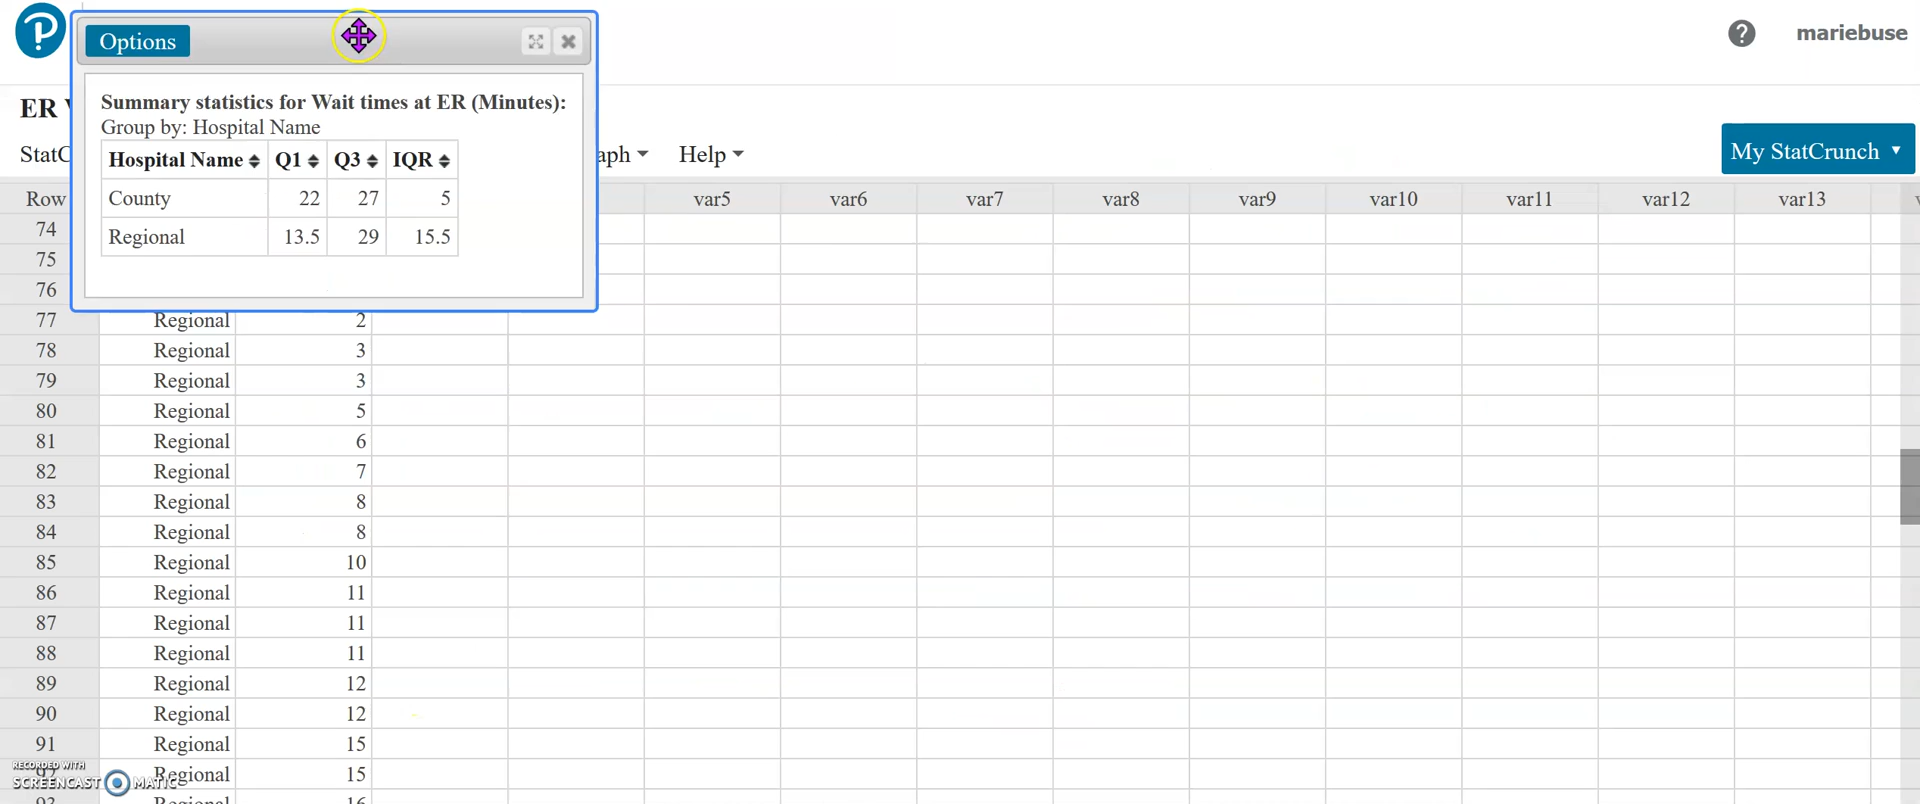 P
Options
mariebuse
Summary statistics for Wait times at ER (Minutes):
Group by: Hospital Name
Hospital Name Q1 Q3 IQR
County 22 27 5
Regional 13.5 29 15.5
ER
StatC
aph Help
My StatCrunch
Row var5 var6 var7 var8 var9 var10 var11 var12 var13
74
75
76
77 Regional 2
78 Regional 3
79 Regional 3
80 Regional 5
81 Regional 6
82 Regional 7
83 Regional 8
84 Regional 8
85 Regional 10
86 Regional 11
87 Regional 11
88 Regional 11
89 Regional 12
90 Regional 12
91 Regional 15
92 Regional 15
93 Regional 16
RECORDED WITH
SCREENCAST MATIC